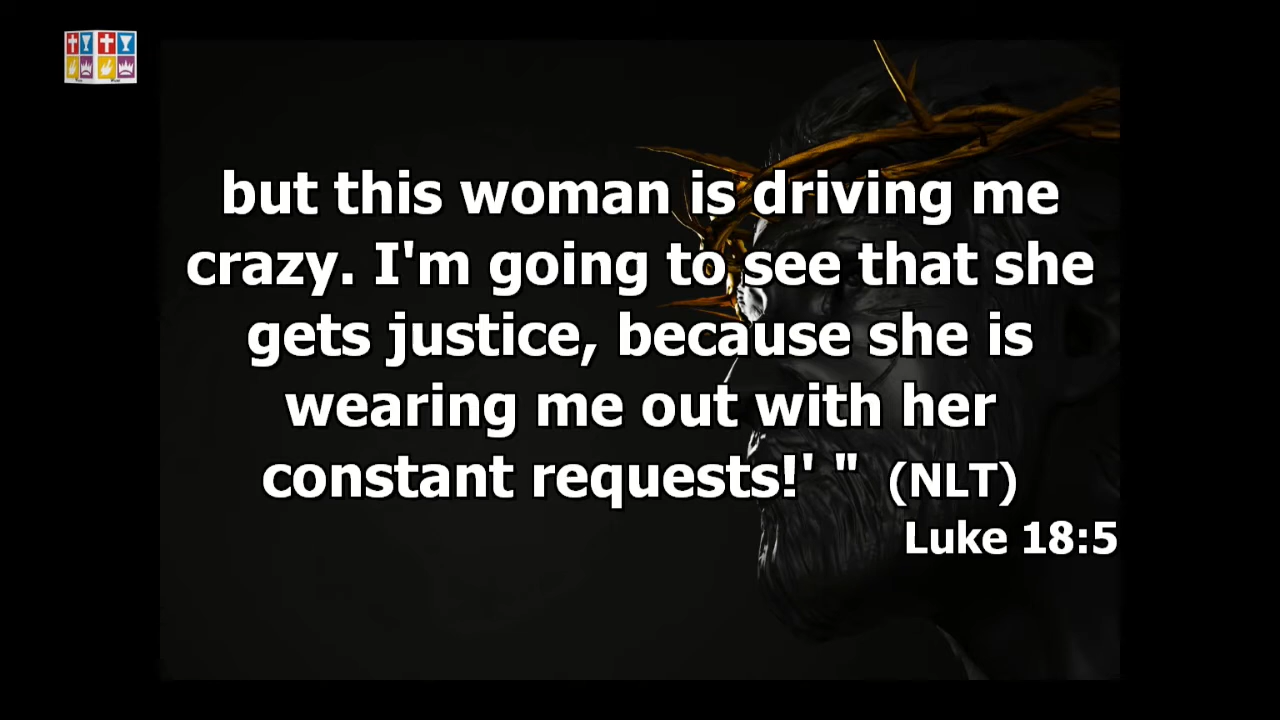 but this woman is driving me
crazy. I'm going to see that she
gets justice, because she is
wearing me out with her
constant requests!' " (NLT)
Luke 18:5